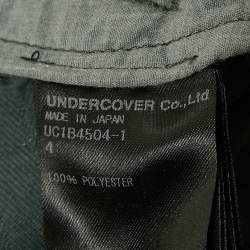 UNDERCOVER Co.,Ltd
MADE IN JAPAN
UC1B4504-1
4
100% POLYESTER